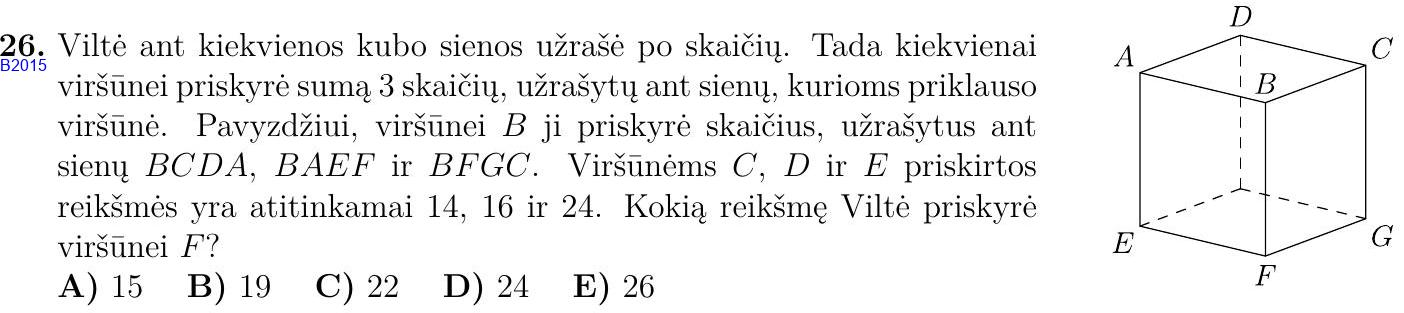 26. Viltė ant kiekvienos kubo sienos užrašė po skaičių. Tada kiekvienai
B2015
viršūnei priskyrė sumą 3 skaičių, užrašytų ant sienų, kurioms priklauso
viršūnė. Pavyzdžiui, viršūnei B ji priskyrė skaičius, užrašytus ant
sienų BCDA, BAEF ir BFGC. Viršūnėms C, D ir E priskirtos
reikšmės yra atitinkamai 14, 16 ir 24. Kokią reikšmę Viltė priskyrė
viršūnei F?
A) 15 B) 19 C) 22 D) 24 E) 26
D
C
A
B
E
G
F